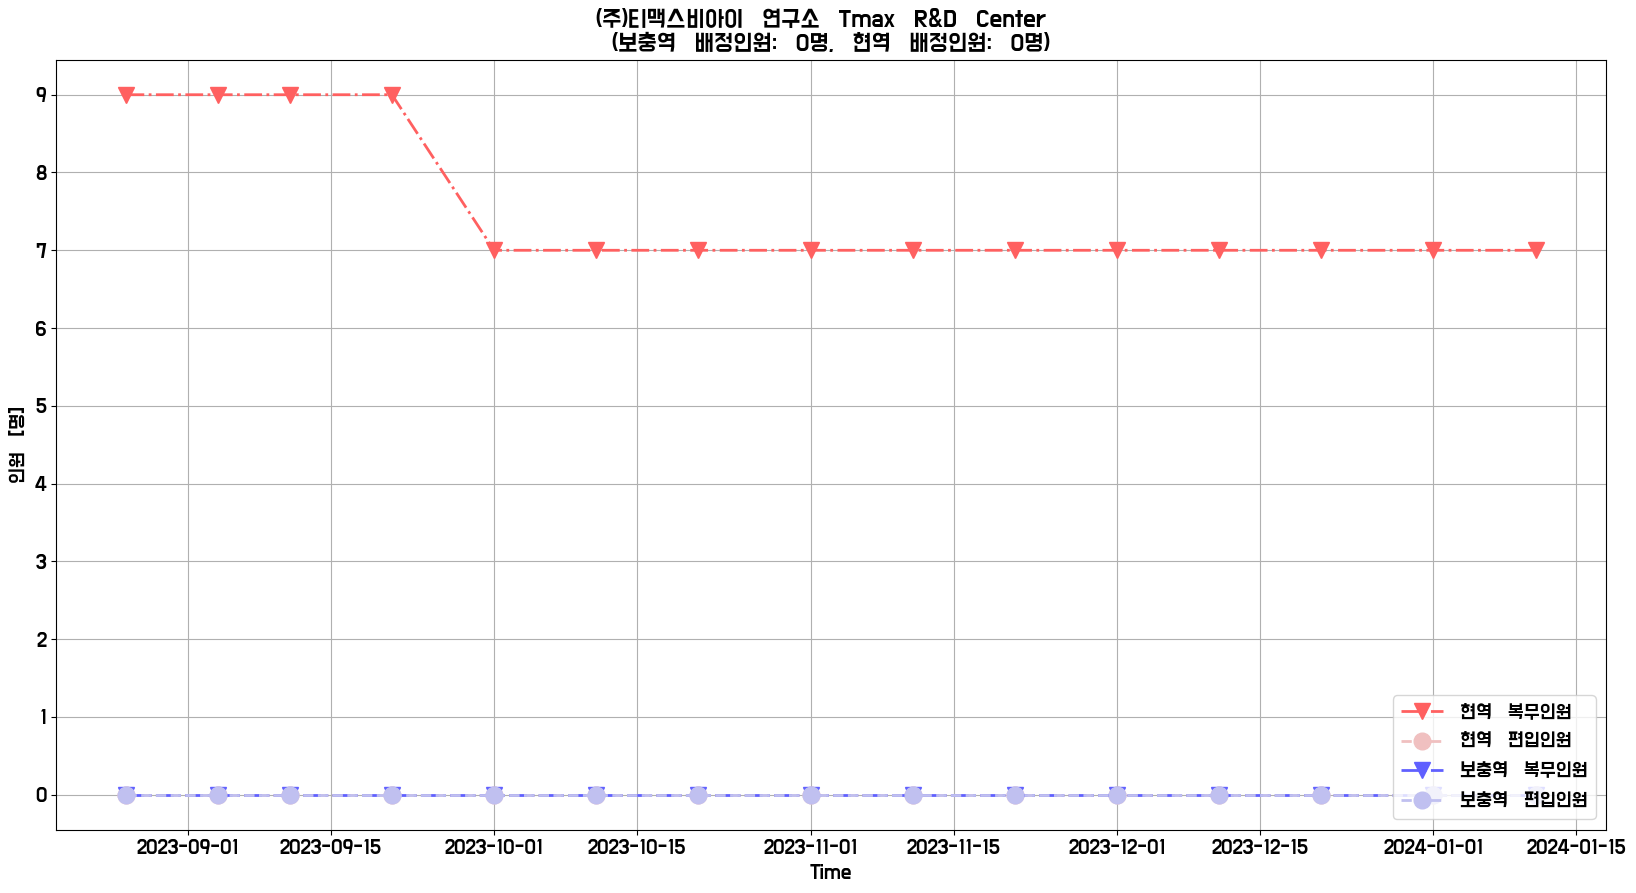 (주)티맥스비아이 연구소 Tmax R&D Center
(보충역 배정인원: 0명, 현역 배정인원: 0명)
9
8
7
6
5
4
3
2
1
0
인원 [명]
현역 복무인원
현역 편입인원
보충역 복무인원
보충역 편입인원
2023-09-01 2023-09-15 2023-10-01 2023-10-15 2023-11-01 2023-11-15 2023-12-01 2023-12-15 2024-01-01 2024-01-15
Time